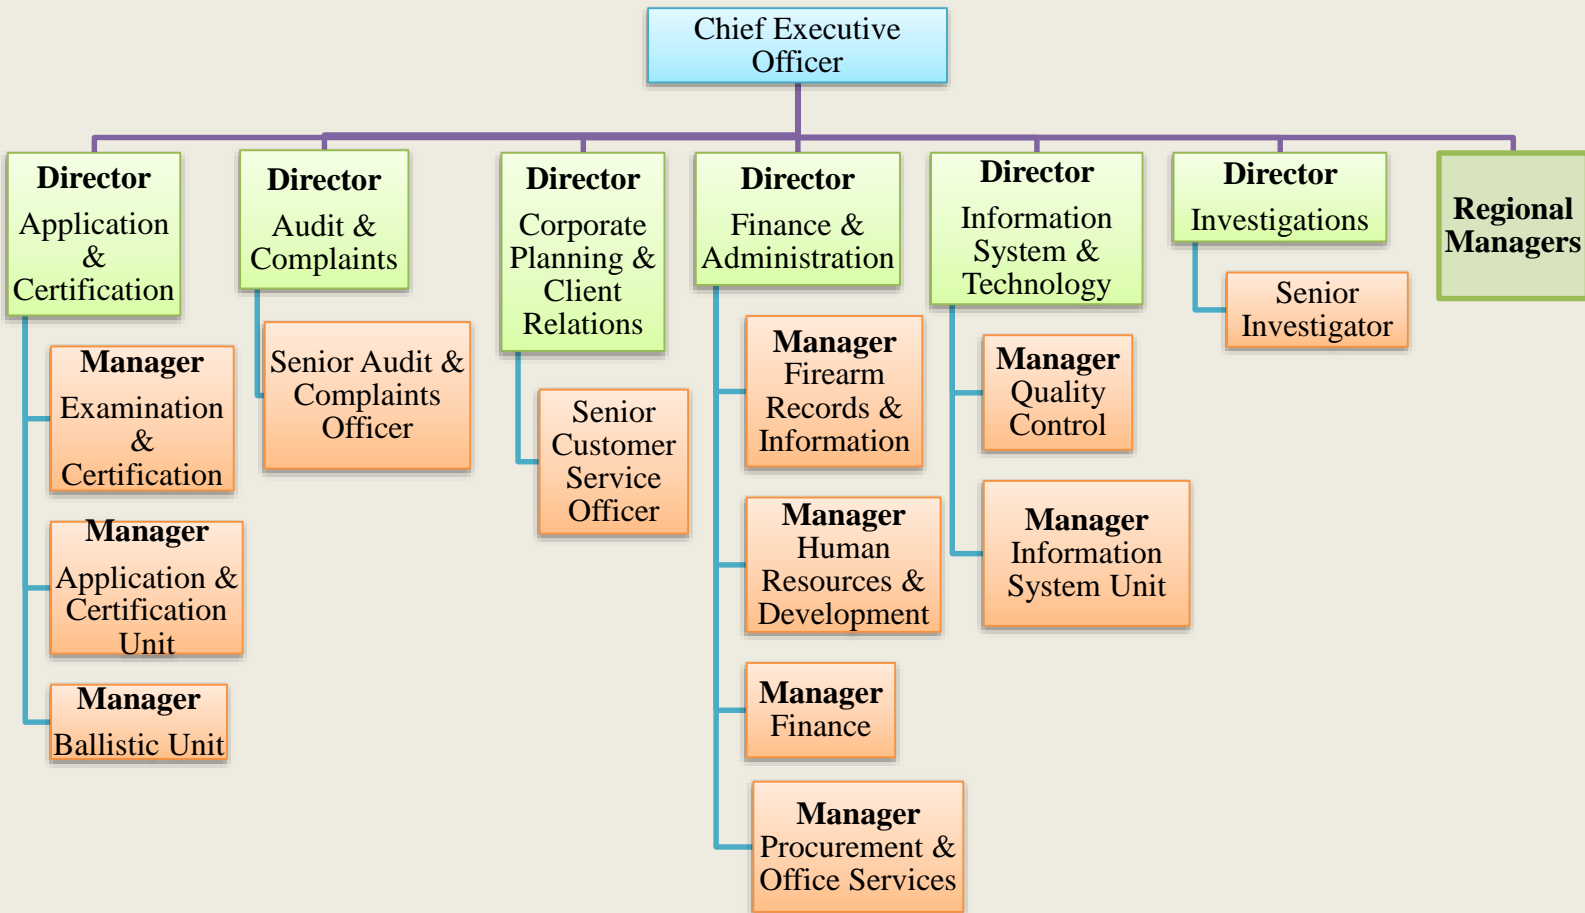 Chief Executive
Officer
Director
Application
&
Certification
Manager
Examination
&
Certification
Manager
Application &
Certification
Unit
Manager
Ballistic Unit
Director
Audit &
Complaints
Senior Audit &
Complaints
Officer
Director
Corporate
Planning &
Client
Relations
Senior
Customer
Service
Officer
Director
Finance &
Administration
Manager
Firearm
Records &
Information
Manager
Human
Resources &
Development
Manager
Finance
Manager
Procurement &
Office Services
Director
Information
System &
Technology
Manager
Quality
Control
Manager
Information
System Unit
Director
Investigations
Senior
Investigator
Regional
Managers